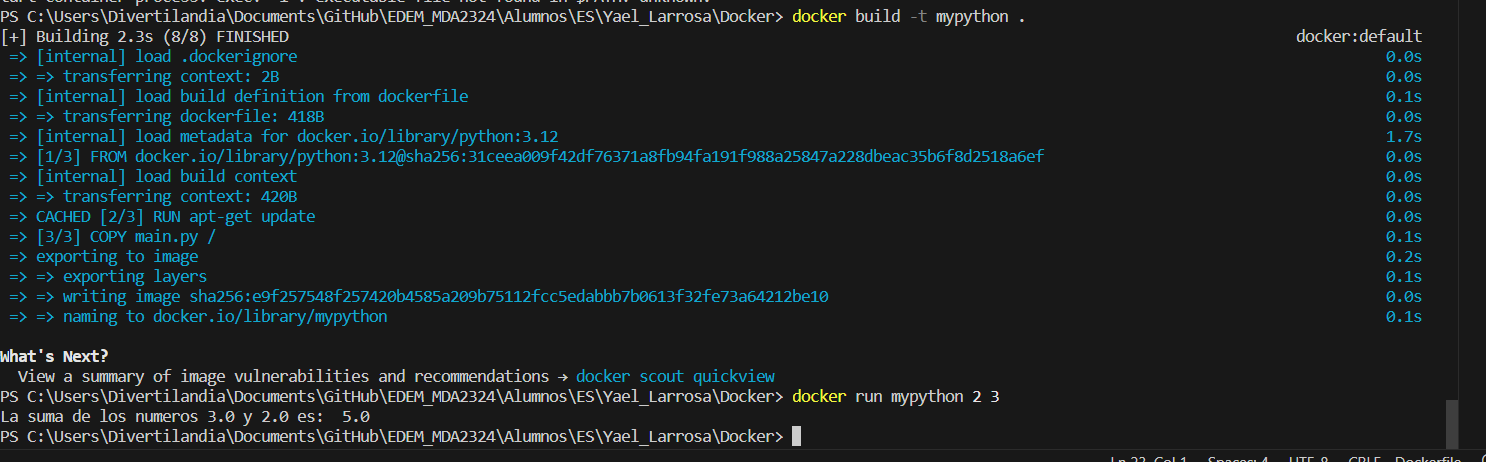 PS C:\Users\Divertilandia\Documents\GitHub\EDEM_MDA2324\Alumnos\ES\Yael_Larrosa\Docker> docker build -t mypython .
[+] Building 2.3s (8/8) FINISHED docker:default
=> [internal] load .dockerignore 0.0s
=> => transferring context: 2B 0.0s
=> [internal] load build definition from dockerfile 0.1s
=> => transferring dockerfile: 418B 0.0s
=> [internal] load metadata for docker.io/library/python:3.12 1.7s
=> [1/3] FROM docker.io/library/python:3.12@sha256:31ceea009f42df76371a8fb94fa191f988a25847a228dbeac35b6f8d2518a6ef 0.0s
=> [internal] load build context 0.0s
=> => transferring context: 420B 0.0s
=> CACHED [2/3] RUN apt-get update 0.0s
=> [3/3] COPY main.py / 0.1s
=> exporting to image 0.2s
=> => exporting layers 0.1s
=> => writing image sha256:e9f257548f257420b4585a209b75112fcc5edabbb7b0613f32fe73a64212be10 0.0s
=> => naming to docker.io/library/mypython 0.1s
What's Next?
View a summary of image vulnerabilities and recommendations → docker scout quickview
PS C:\Users\Divertilandia\Documents\GitHub\EDEM_MDA2324\Alumnos\ES\Yael_Larrosa\Docker> docker run mypython 2 3
La suma de los numeros 3.0 y 2.0 es:  5.0
PS C:\Users\Divertilandia\Documents\GitHub\EDEM_MDA2324\Alumnos\ES\Yael_Larrosa\Docker>